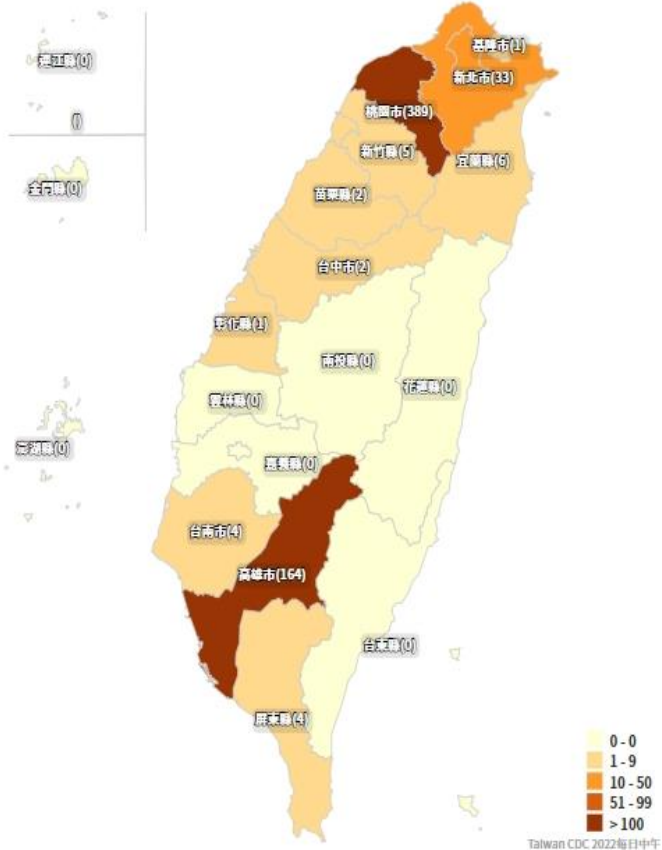 基隆市(1)
連江縣(0)
新北市(33)
桃園市(389)
()
新竹縣(5)
宜蘭縣(6)
金門縣(0)
苗栗縣(2)
台中市(2)
彰化縣(1)
南投縣(0)
花蓮縣(0)
雲林縣(0)
澎湖縣(0)
嘉義縣(0)
台南市(4)
高雄市(164)
台東縣(0)
屏東縣(4)
0 - 0
1 - 9
10 - 50
51 - 99
> 100
Taiwan CDC 2022每日中午